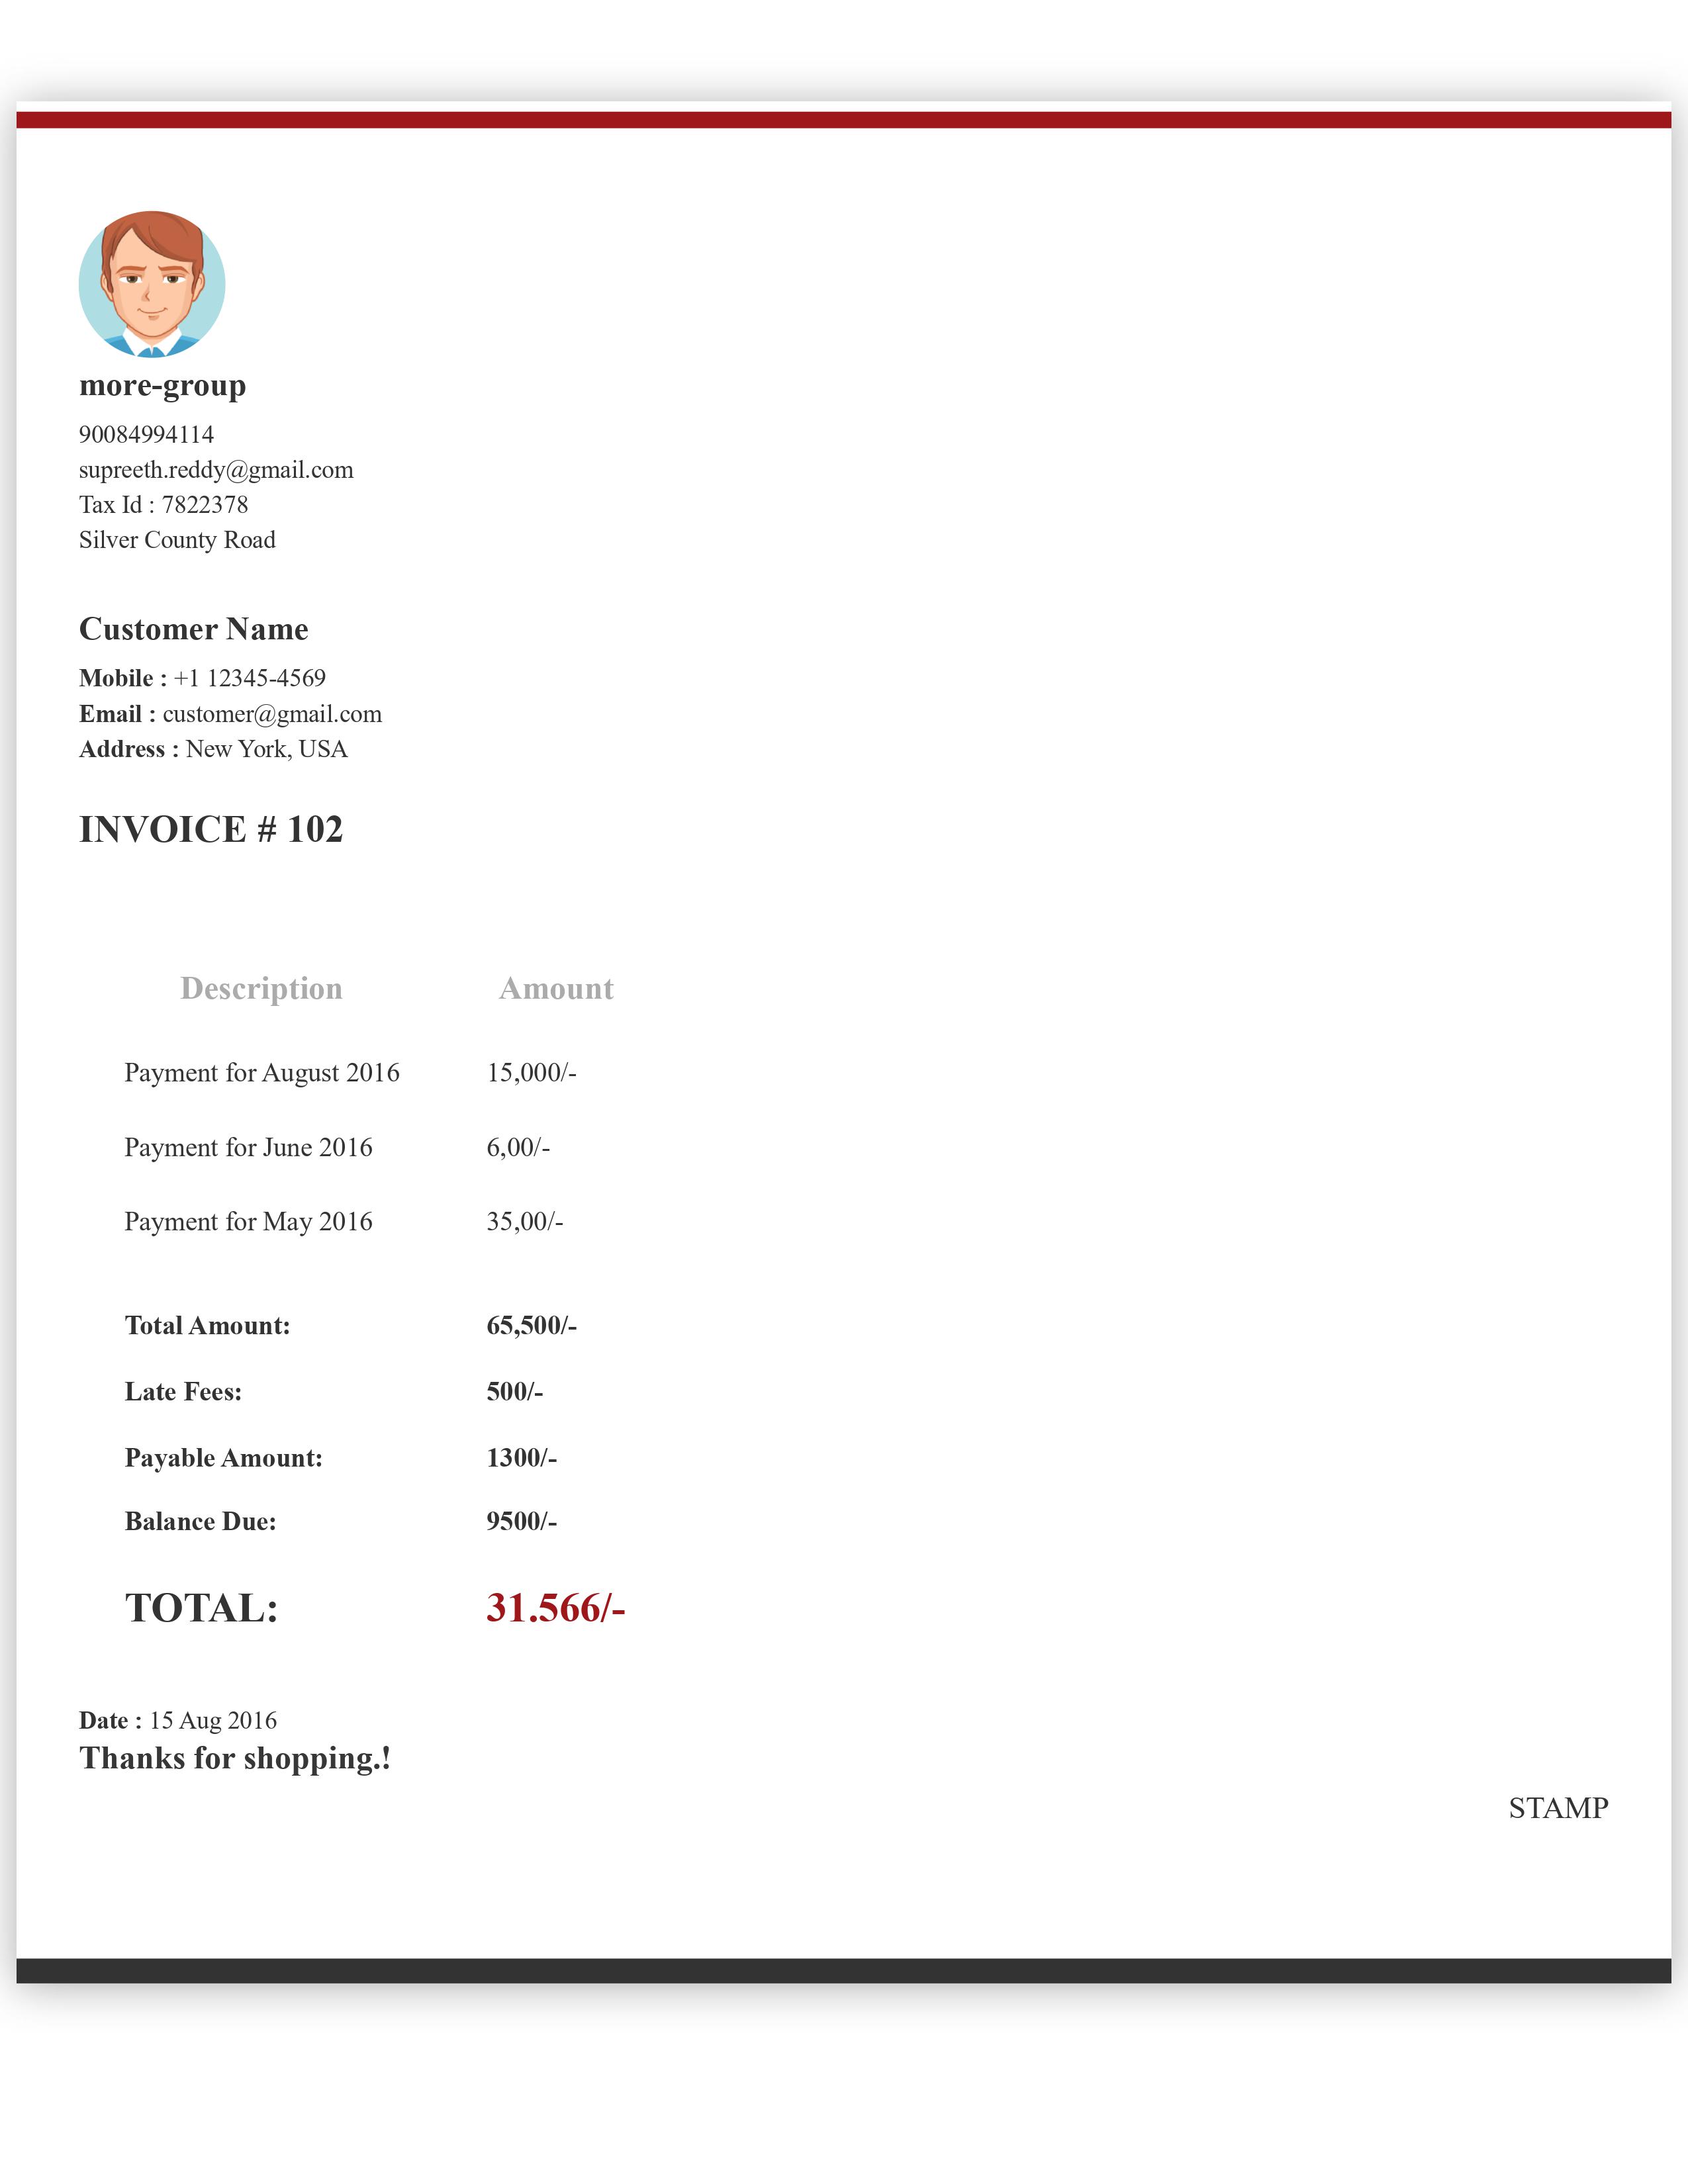 more-group
90084994114
supreeth.reddy@gmail.com
Tax Id : 7822378
Silver County Road
Customer Name
Mobile : +1 12345-4569
Email : customer@gmail.com
Address : New York, USA
INVOICE # 102
Description Amount
Payment for August 2016 15,000/-
Payment for June 2016 6,00/-
Payment for May 2016 35,00/-
Total Amount: 65,500/-
Late Fees: 500/-
Payable Amount: 1300/-
Balance Due: 9500/-
TOTAL: 31.566/-
Date : 15 Aug 2016
Thanks for shopping.!
STAMP